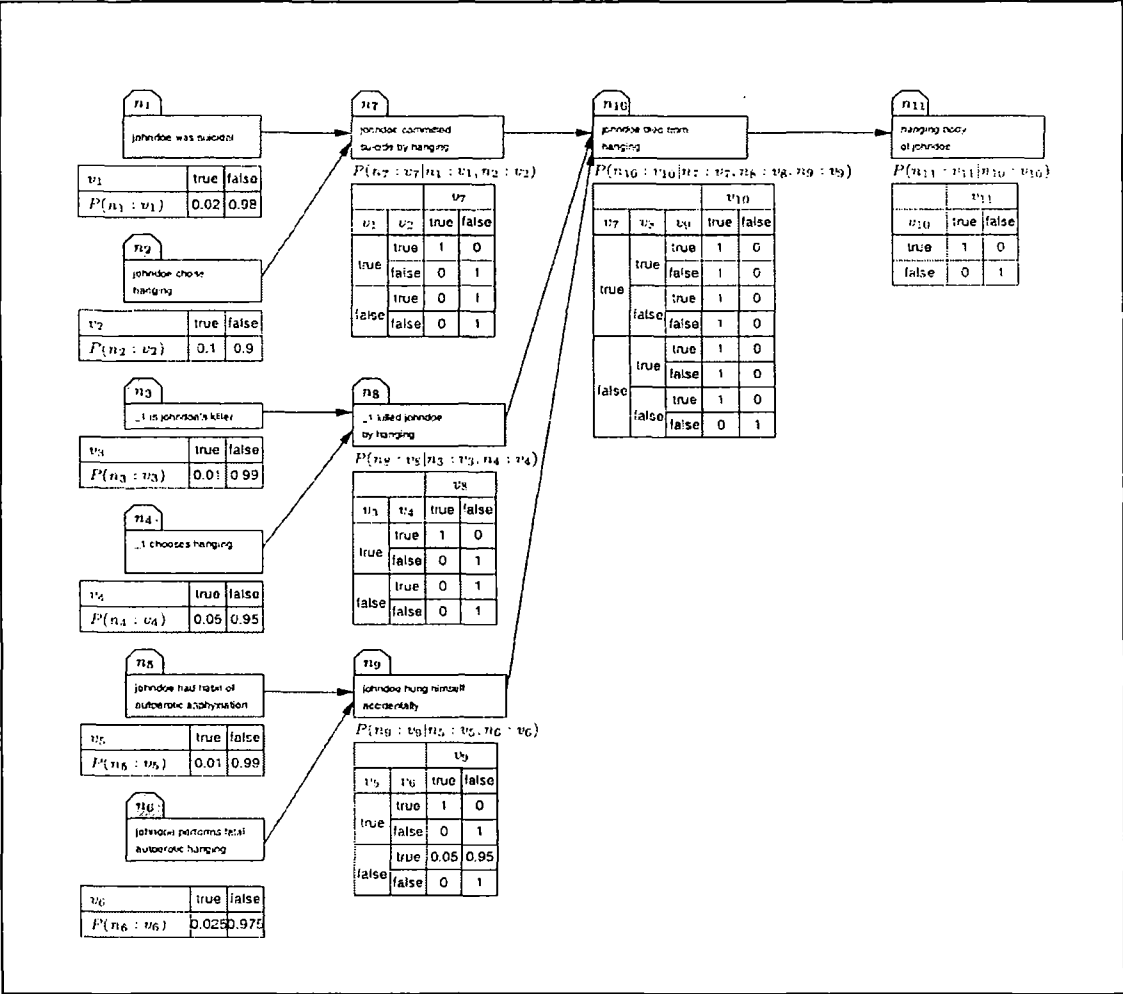 n1
johndoe was suicidal
v1 true false
P(n1 : v1) 0.02 0.98
n2
johndoe chose
hanging
v2 true false
P(n2 : v2) 0.1 0.9
n3
_1 is johndoe's killer
v3 true false
P(n3 : v3) 0.01 0.99
n4
_1 chooses hanging
v4 true false
P(n4 : v4) 0.05 0.95
n5
johndoe had habit of
autoerotic asphyxiation
v5 true false
P(n5 : v5) 0.01 0.99
n6
johndoe performs fatal
autoerotic hanging
v6 true false
P(n6 : v6) 0.025 0.975
n7
johndoe committed
suicide by hanging
P(n7 : v7|n1 : v1, n2 : v2)
v7
v1 v2 true false
true true 1 0
false 0 1
false true 0 1
false 0 1
n8
_1 killed johndoe
by hanging
P(n8 : v8|n3 : v3, n4 : v4)
v8
v3 v4 true false
true true 1 0
false 0 1
false true 0 1
false 0 1
n9
johndoe hung himself
accidentally
P(n9 : v9|n5 : v5, n6 : v6)
v9
v5 v6 true false
true true 1 0
false 0 1
false true 0.05 0.95
false 0 1
n10
johndoe died from
hanging
P(n10 : v10|n7 : v7, n8 : v8, n9 : v9)
v10
v7 v8 v9 true false
true true true 1 0
false 1 0
false true 1 0
false 1 0
false true true 1 0
false 1 0
false true 1 0
false 0 1
n11
hanging body
of johndoe
P(n11 : v11|n10 : v10)
v11
v10 true false
true 1 0
false 0 1